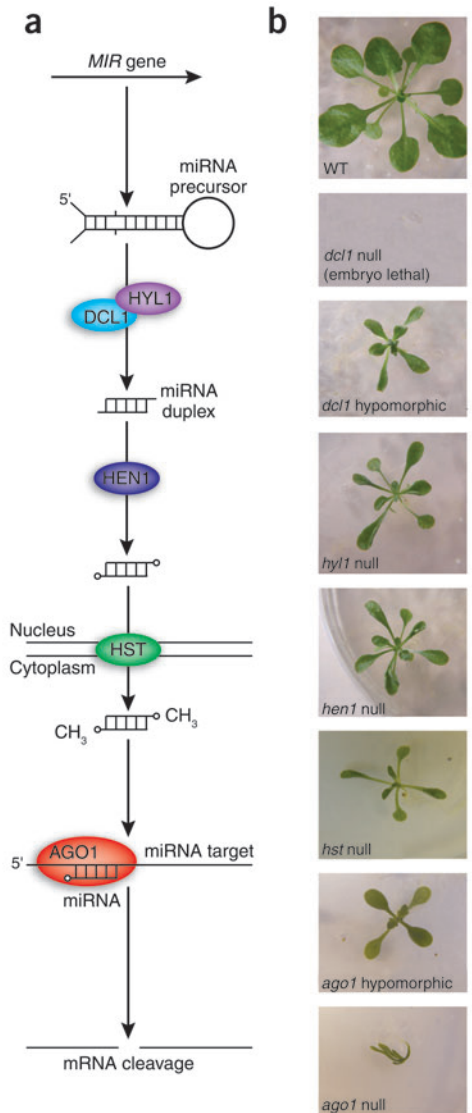 a
MIR gene
5'
miRNA
precursor
HYL1
DCL1
miRNA
duplex
HEN1
Nucleus
HST
Cytoplasm
CH3
CH3
AGO1
5'
miRNA target
miRNA
mRNA cleavage
b
WT
dcl1 null
(embryo lethal)
dcl1 hypomorphic
hyl1 null
hen1 null
hst null
ago1 hypomorphic
ago1 null